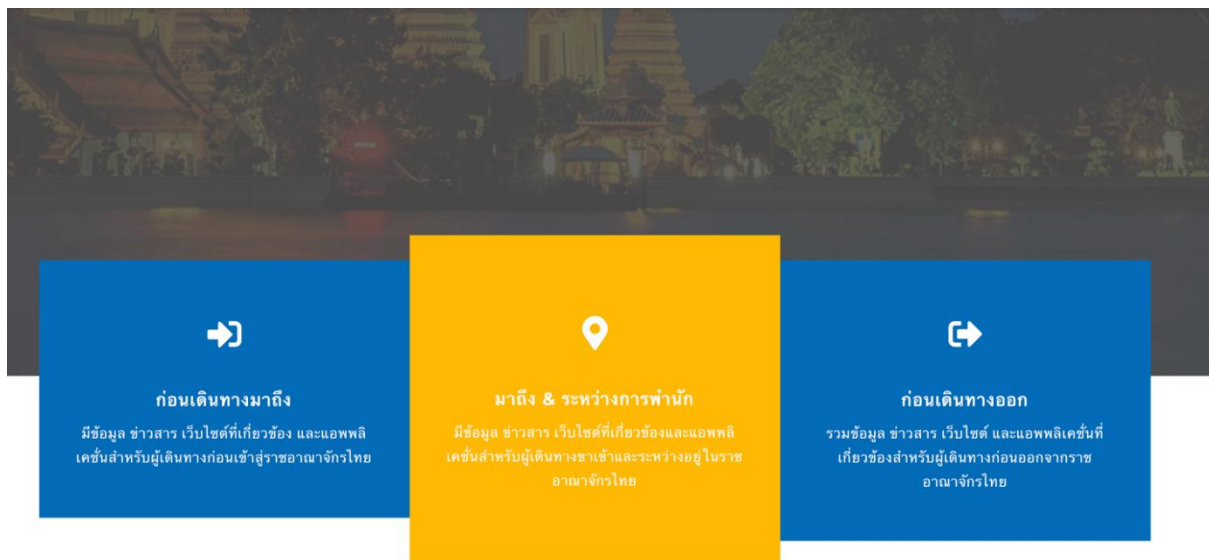 ก่อนเดินทางมาถึง
มีข้อมูล ข่าวสาร เว็บไซต์ที่เกี่ยวข้อง และแอพพลิ
เคชั่นสำหรับผู้เดินทางก่อนเข้าสู่ราชอาณาจักรไทย
มาถึง & ระหว่างการพำนัก
มีข้อมูล ข่าวสาร เว็บไซต์ที่เกี่ยวข้องและแอพพลิ
เคชั่นสำหรับผู้เดินทางขาเข้าและระหว่างอยู่ในราช
อาณาจักรไทย
ก่อนเดินทางออก
รวมข้อมูล ข่าวสาร เว็บไซต์ และแอพพลิเคชั่นที่
เกี่ยวข้องสำหรับผู้เดินทางก่อนออกจากราช
อาณาจักรไทย